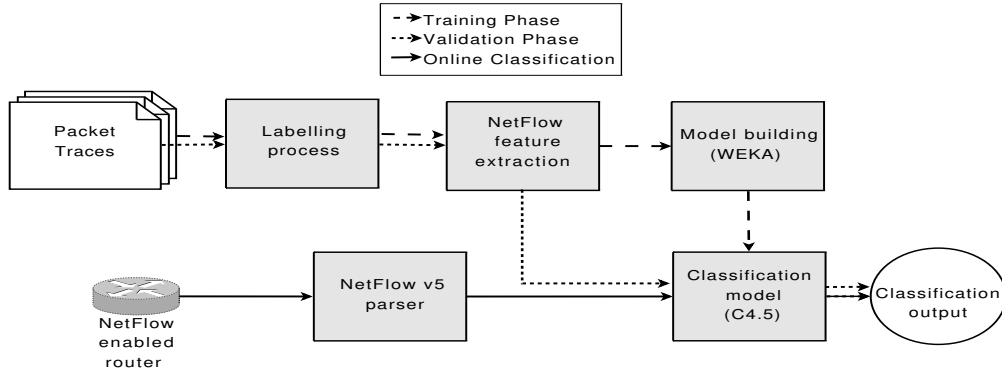 Training Phase
Validation Phase
Online Classification
Packet
Traces
Labelling
process
NetFlow
feature
extraction
Model building
(WEKA)
NetFlow v5
parser
Classification
model
(C4.5)
Classification
output
NetFlow
enabled
router